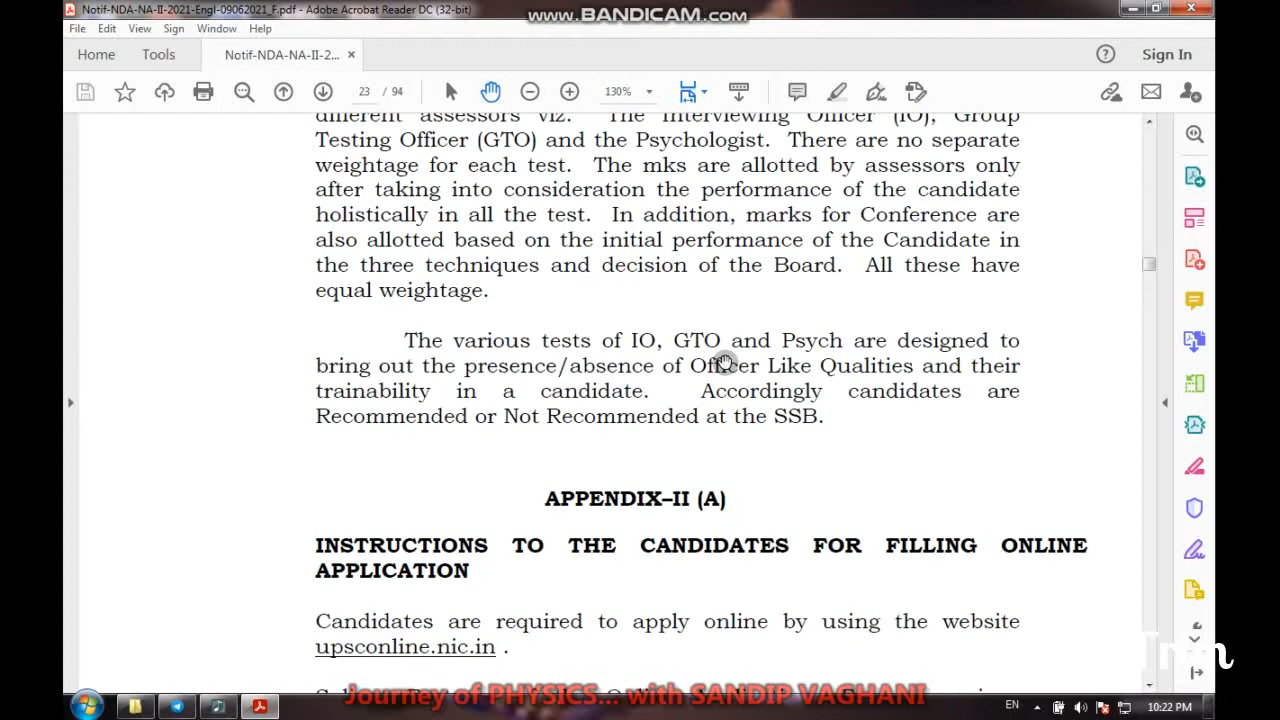 Notif-NDA-NA-II-2021-Engl-09062021_F.pdf - Adobe Acrobat Reader DC (32-bit)
www.BANDICAM.com
File Edit View Sign Window Help
Home Tools Notif-NDA-NA-II-2... × Sign In
23 / 94 130%
different assessors viz. The Interviewing Officer (IO), Group
Testing Officer (GTO) and the Psychologist. There are no separate
weightage for each test. The mks are allotted by assessors only
after taking into consideration the performance of the candidate
holistically in all the test. In addition, marks for Conference are
also allotted based on the initial performance of the Candidate in
the three techniques and decision of the Board. All these have
equal weightage.
The various tests of IO, GTO and Psych are designed to
bring out the presence/absence of Officer Like Qualities and their
trainability in a candidate. Accordingly candidates are
Recommended or Not Recommended at the SSB.
APPENDIX–II (A)
INSTRUCTIONS TO THE CANDIDATES FOR FILLING ONLINE
APPLICATION
Candidates are required to apply online by using the website
upsconline.nic.in .
Journey of PHYSICS... with SANDIP VAGHANI
EN 10:22 PM